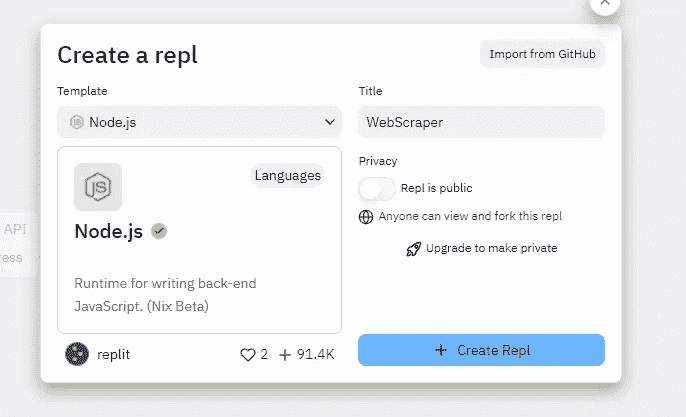 Create a repl
Import from GitHub
Template
Node.js
JS
Languages
Node.js
Runtime for writing back-end
JavaScript. (Nix Beta)
replit
2
+ 91.4K
Title
WebScraper
Privacy
Repl is public
Anyone can view and fork this repl
Upgrade to make private
+ Create Repl
API
ress